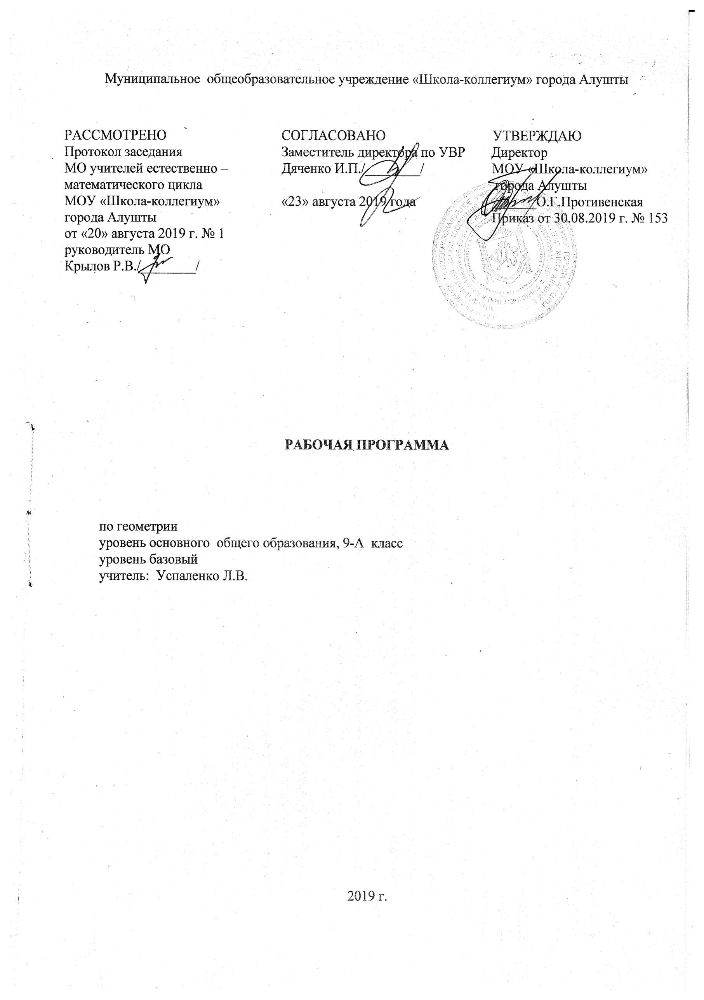 Муниципальное  общеобразовательное учреждение «Школа-коллегиум» города Алушты
РАССМОТРЕНО
Протокол заседания
МО учителей естественно –
математического цикла
МОУ «Школа-коллегиум»
города Алушты
от «20» августа 2019 г. № 1
руководитель МО
Крылов Р.В./________/
СОГЛАСОВАНО
Заместитель директора по УВР
Дяченко И.П./________/
«23» августа 2019 года
УТВЕРЖДАЮ
Директор
МОУ «Школа-коллегиум»
города Алушты
О.Г.Противенская
Приказ от 30.08.2019 г. № 153
РАБОЧАЯ ПРОГРАММА
по геометрии
уровень основного  общего образования, 9-А  класс
уровень базовый
учитель:  Успаленко Л.В.
2019 г.